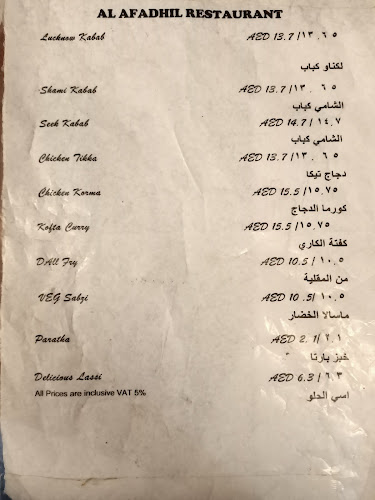 AL AFADHIL RESTAURANT
Lucknow Kabab AED 13.7 /١٣.٦٥
لكناو كباب
Shami Kabab AED 13.7 /١٣.٦٥
الشامي كباب
Seek Kabab AED 14.7 /١٤.٧
الشامي كباب
Chicken Tikka AED 13.7 /١٣.٦٥
دجاج تيكا
Chicken Korma AED 15.5 /١٥.٧٥
كورما الدجاج
Kofta Curry AED 15.5 /١٥.٧٥
كفتة الكاري
DAll Fry AED 10.5 /١٠.٥
من المقلية
VEG Sabzi AED 10.5/ ١٠.٥
ماسالا الخضار
Paratha AED 2.1/ ٢.١
خبز بارتا
Delicious Lassi AED 6.3 /٦.٣
All Prices are inclusive VAT 5% اسي الحلو